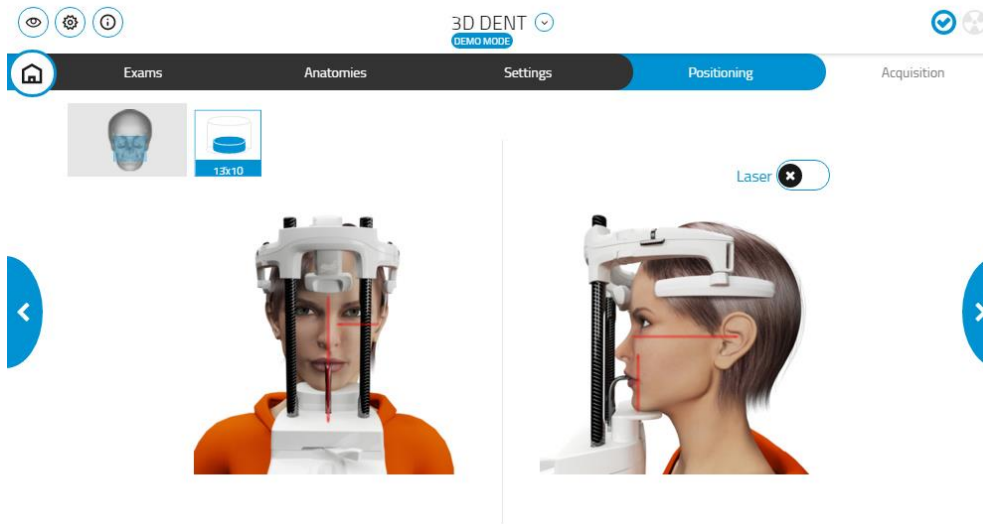 3D DENT
DEMO MODE
Exams
Anatomies
Settings
Positioning
Acquisition
13x10
Laser